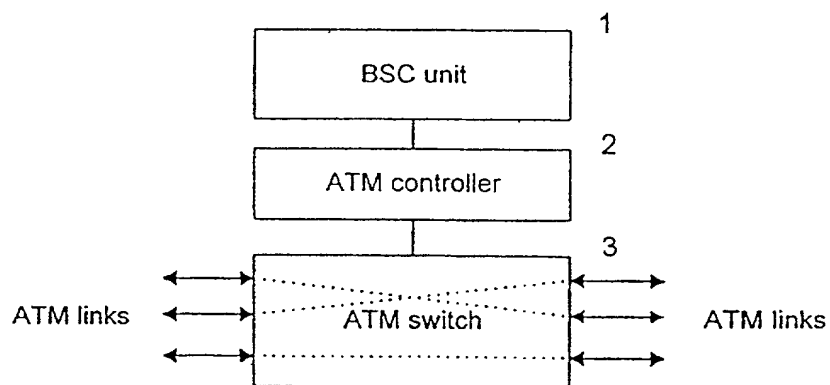 1
BSC unit
2
ATM controller
3
ATM links
ATM switch
ATM links